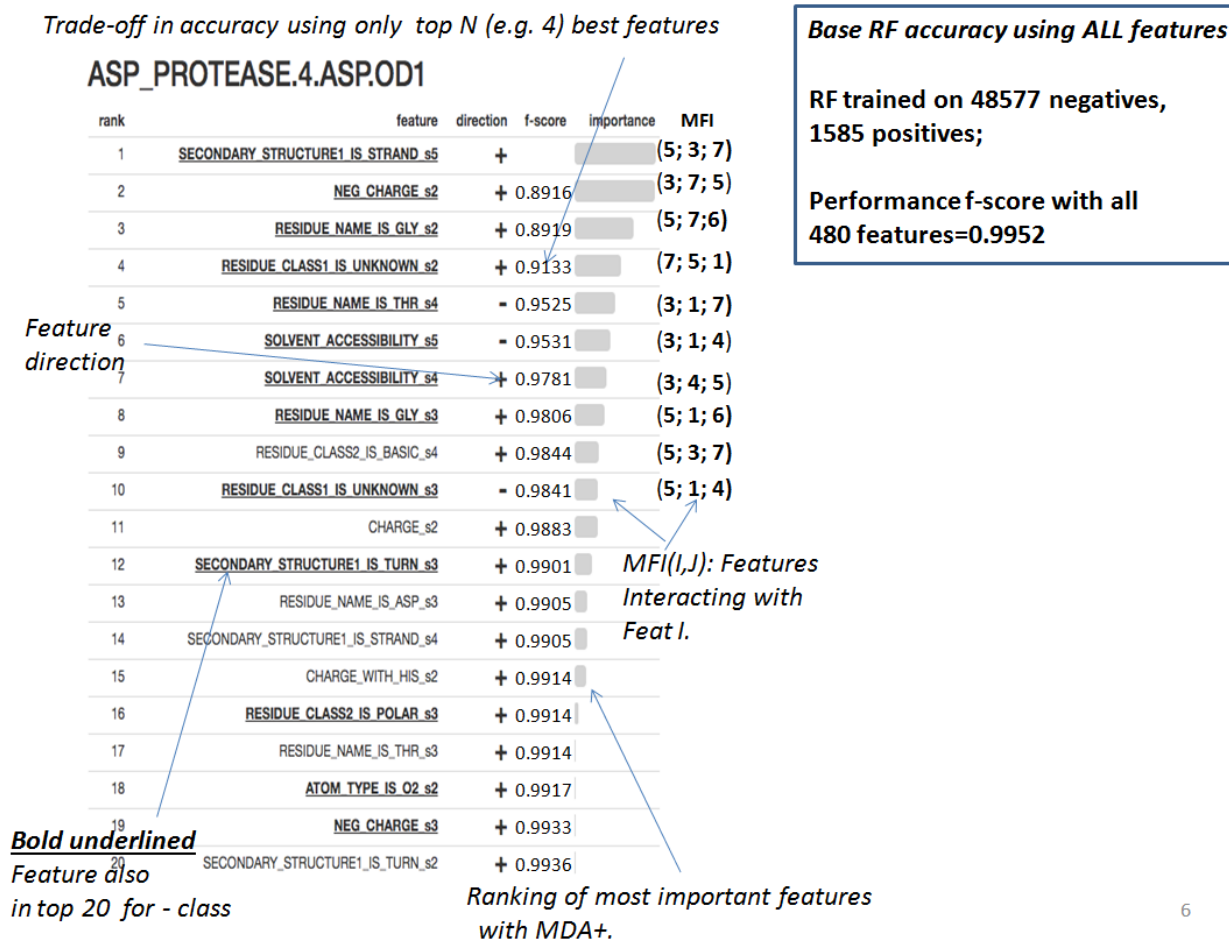 Trade-off in accuracy using only top N (e.g. 4) best features
ASP_PROTEASE.4.ASP.OD1
rank feature direction f-score importance MFI
1 SECONDARY_STRUCTURE1_IS_STRAND_s5 + (5; 3; 7)
2 NEG_CHARGE_s2 + 0.8916 (3; 7; 5)
3 RESIDUE_NAME_IS_GLY_s2 + 0.8919 (5; 7;6)
4 RESIDUE_CLASS1_IS_UNKNOWN_s2 + 0.9133 (7; 5; 1)
5 RESIDUE_NAME_IS_THR_s4 - 0.9525 (3; 1; 7)
6 SOLVENT_ACCESSIBILITY_s5 - 0.9531 (3; 1; 4)
7 SOLVENT_ACCESSIBILITY_s4 + 0.9781 (3; 4; 5)
8 RESIDUE_NAME_IS_GLY_s3 + 0.9806 (5; 1; 6)
9 RESIDUE_CLASS2_IS_BASIC_s4 + 0.9844 (5; 3; 7)
10 RESIDUE_CLASS1_IS_UNKNOWN_s3 - 0.9841 (5; 1; 4)
11 CHARGE_s2 + 0.9883
12 SECONDARY_STRUCTURE1_IS_TURN_s3 + 0.9901
13 RESIDUE_NAME_IS_ASP_s3 + 0.9905
14 SECONDARY_STRUCTURE1_IS_STRAND_s4 + 0.9905
15 CHARGE_WITH_HIS_s2 + 0.9914
16 RESIDUE_CLASS2_IS_POLAR_s3 + 0.9914
17 RESIDUE_NAME_IS_THR_s3 + 0.9914
18 ATOM_TYPE_IS_O2_s2 + 0.9917
19 NEG_CHARGE_s3 + 0.9933
20 SECONDARY_STRUCTURE1_IS_TURN_s2 + 0.9936
Feature
direction
Bold underlined
Feature also
in top 20 for - class
MFI(I,J): Features
Interacting with
Feat I.
Ranking of most important features
with MDA+.
Base RF accuracy using ALL features
RF trained on 48577 negatives,
1585 positives;
Performance f-score with all
480 features=0.9952
6